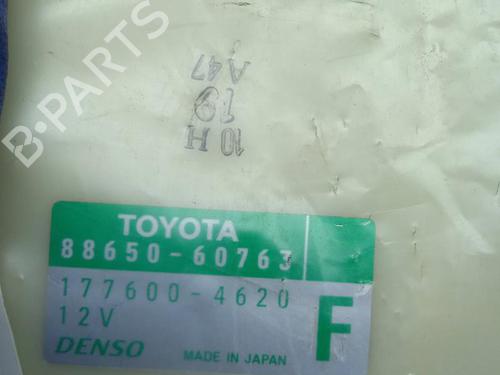 B-PARTS
A47
19
10 H
TOYOTA
88650-60763
177600-4620
12V
F
DENSO
MADE IN JAPAN